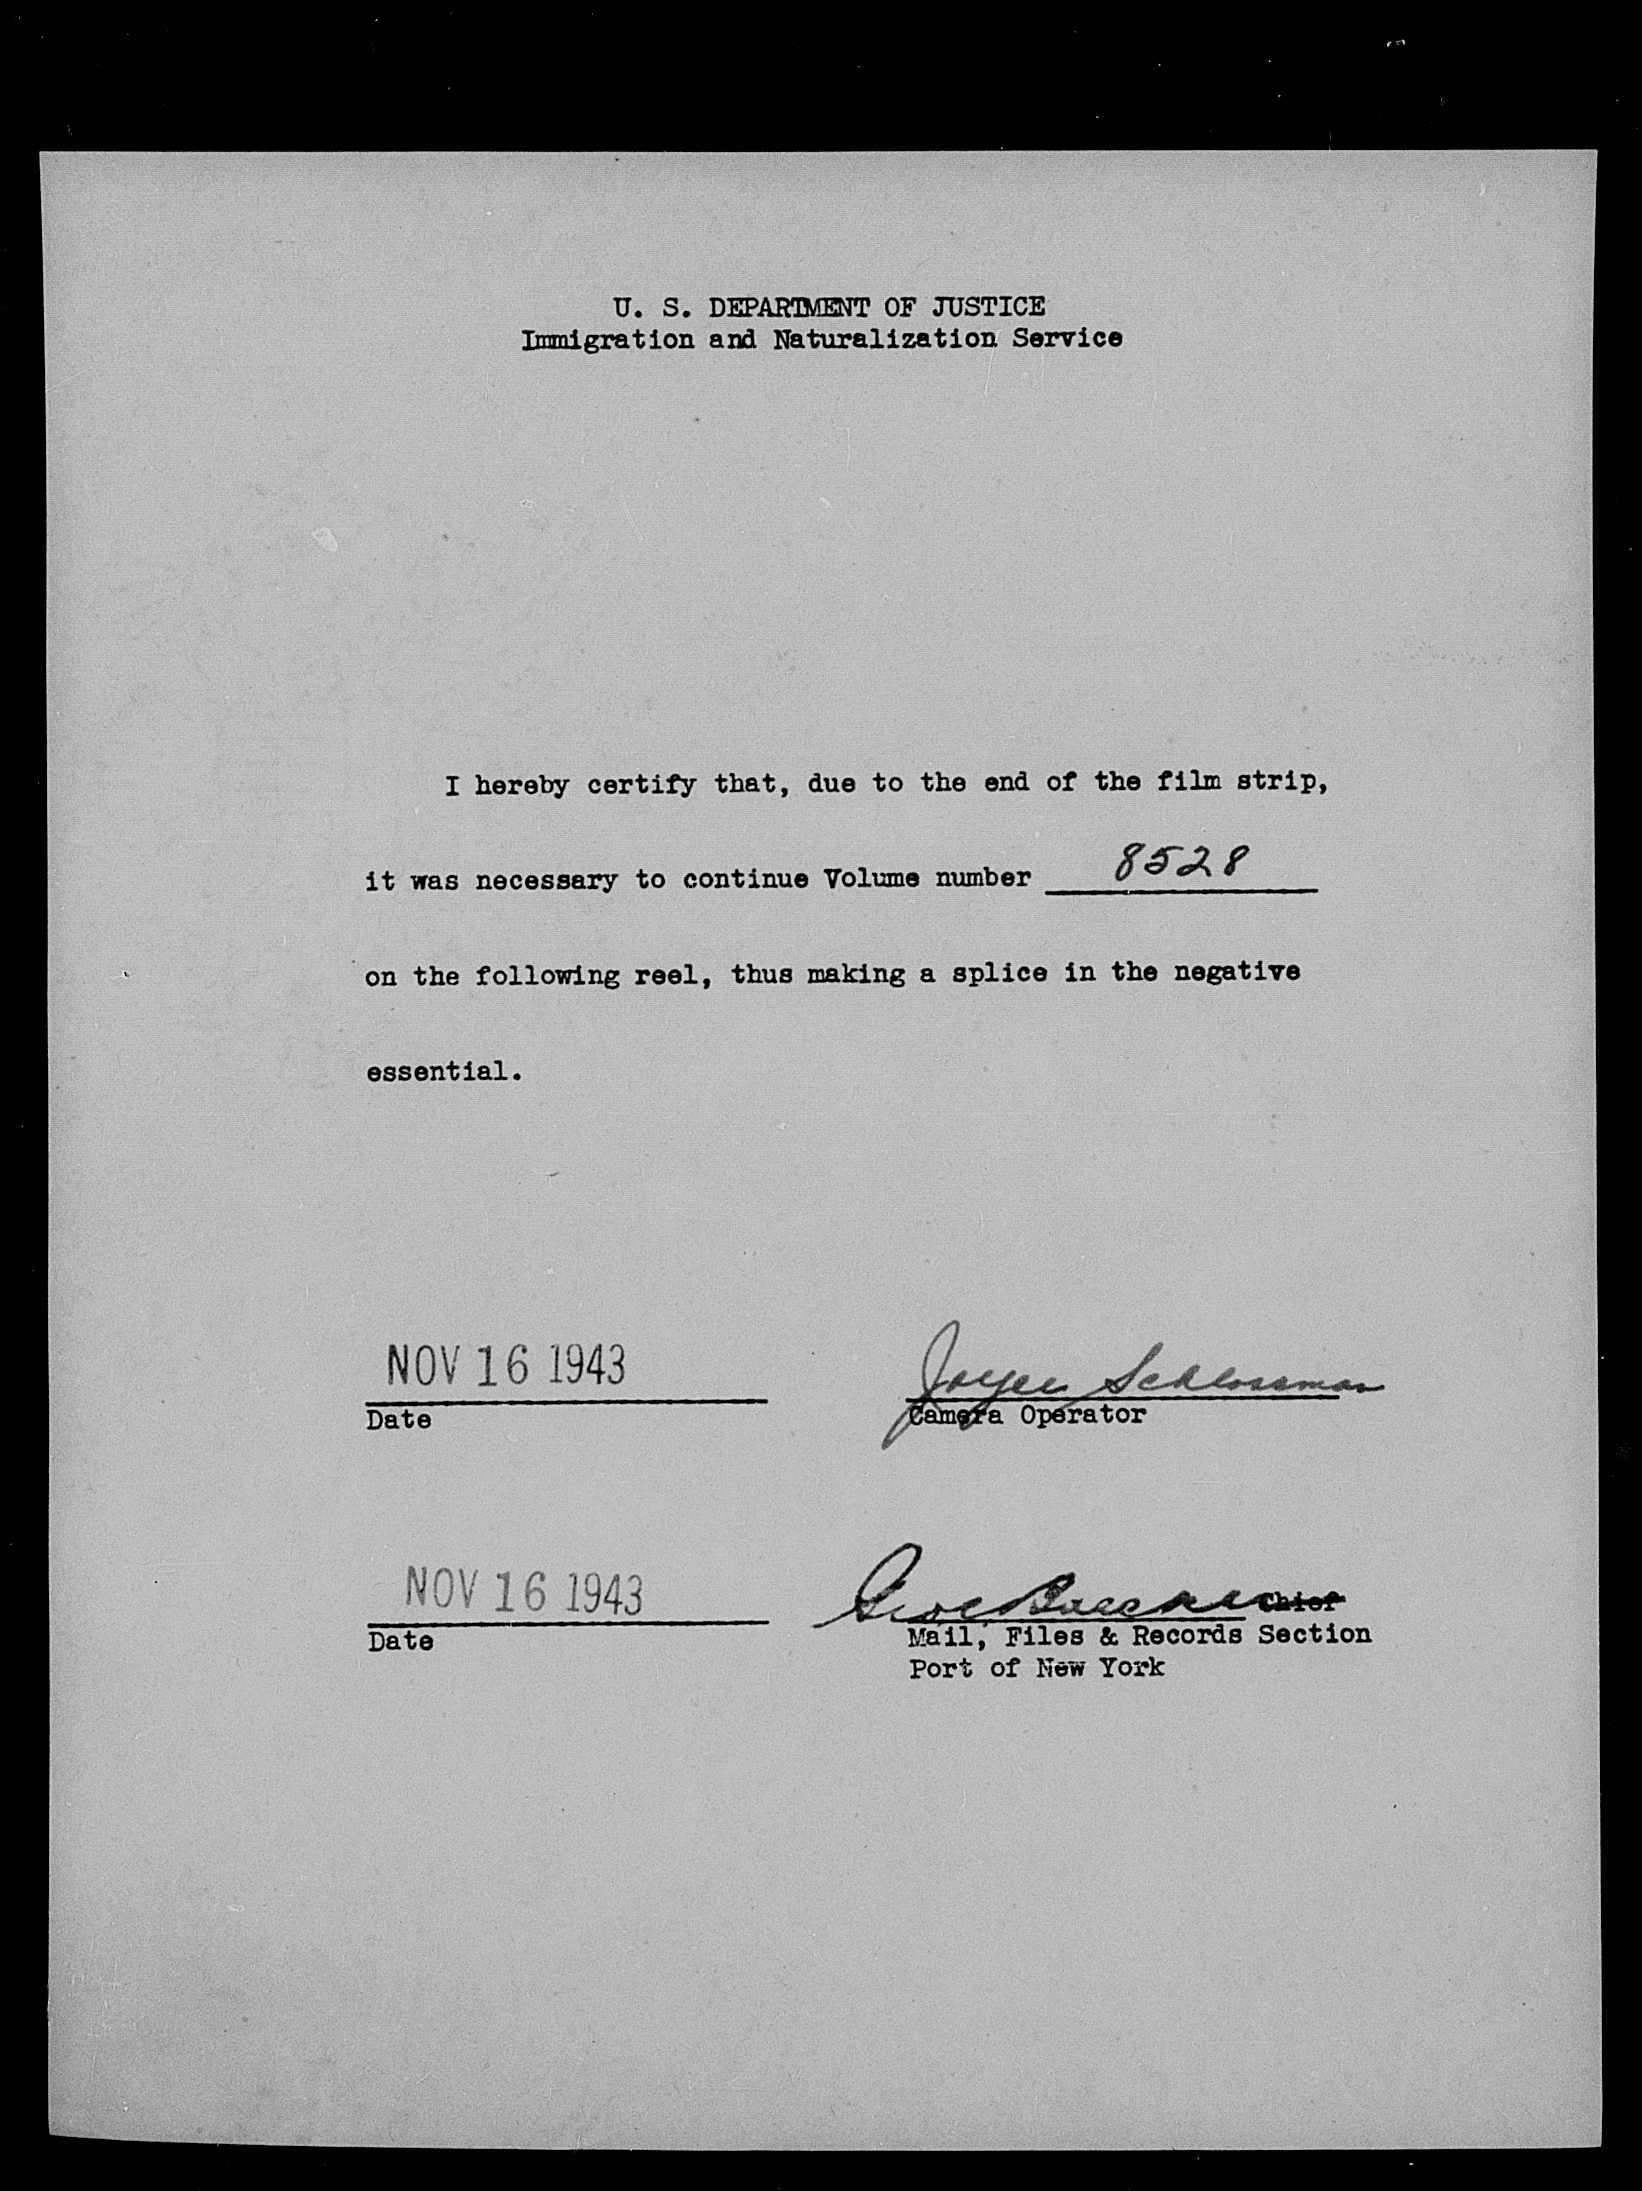 U. S. DEPARTMENT OF JUSTICE
Immigration and Naturalization Service
I hereby certify that, due to the end of the film strip,
it was necessary to continue Volume number 8528
on the following reel, thus making a splice in the negative
essential.
NOV 16 1943 Joyce Schlossman
Date Camera Operator
NOV 16 1943 Chief
Date Mail, Files & Records Section
Port of New York